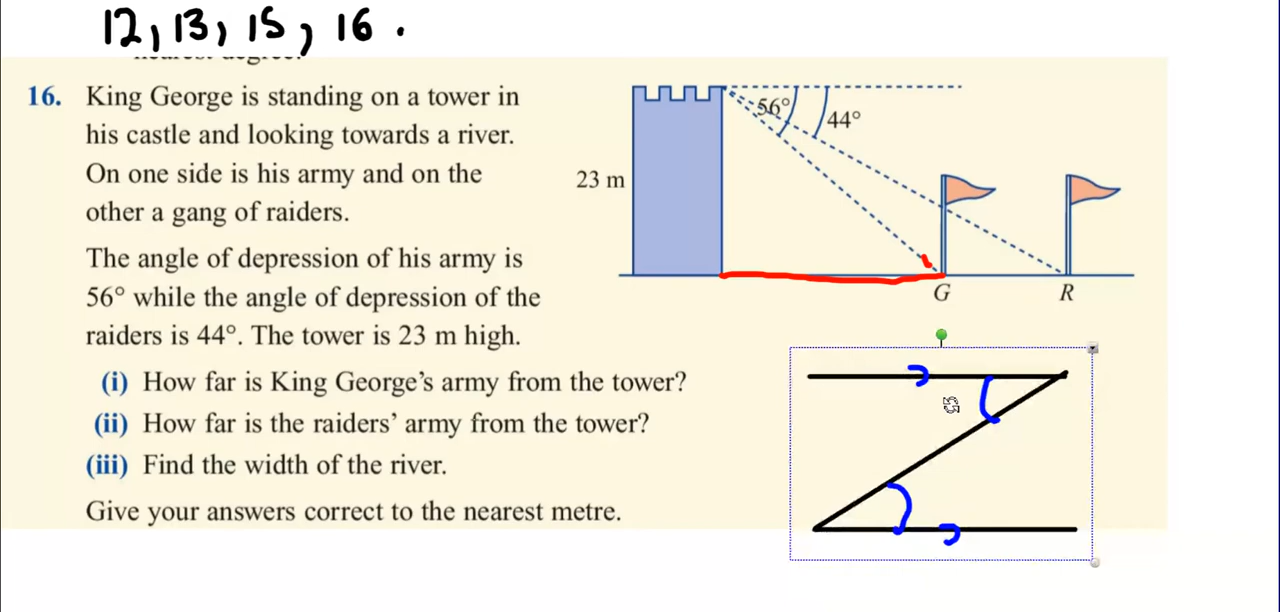 12, 13, 15, 16.
nearest degree.
16. King George is standing on a tower in
his castle and looking towards a river.
On one side is his army and on the
other a gang of raiders.
The angle of depression of his army is
56° while the angle of depression of the
raiders is 44°. The tower is 23 m high.
(i) How far is King George's army from the tower?
(ii) How far is the raiders' army from the tower?
(iii) Find the width of the river.
Give your answers correct to the nearest metre.
56°
44°
23 m
G
R